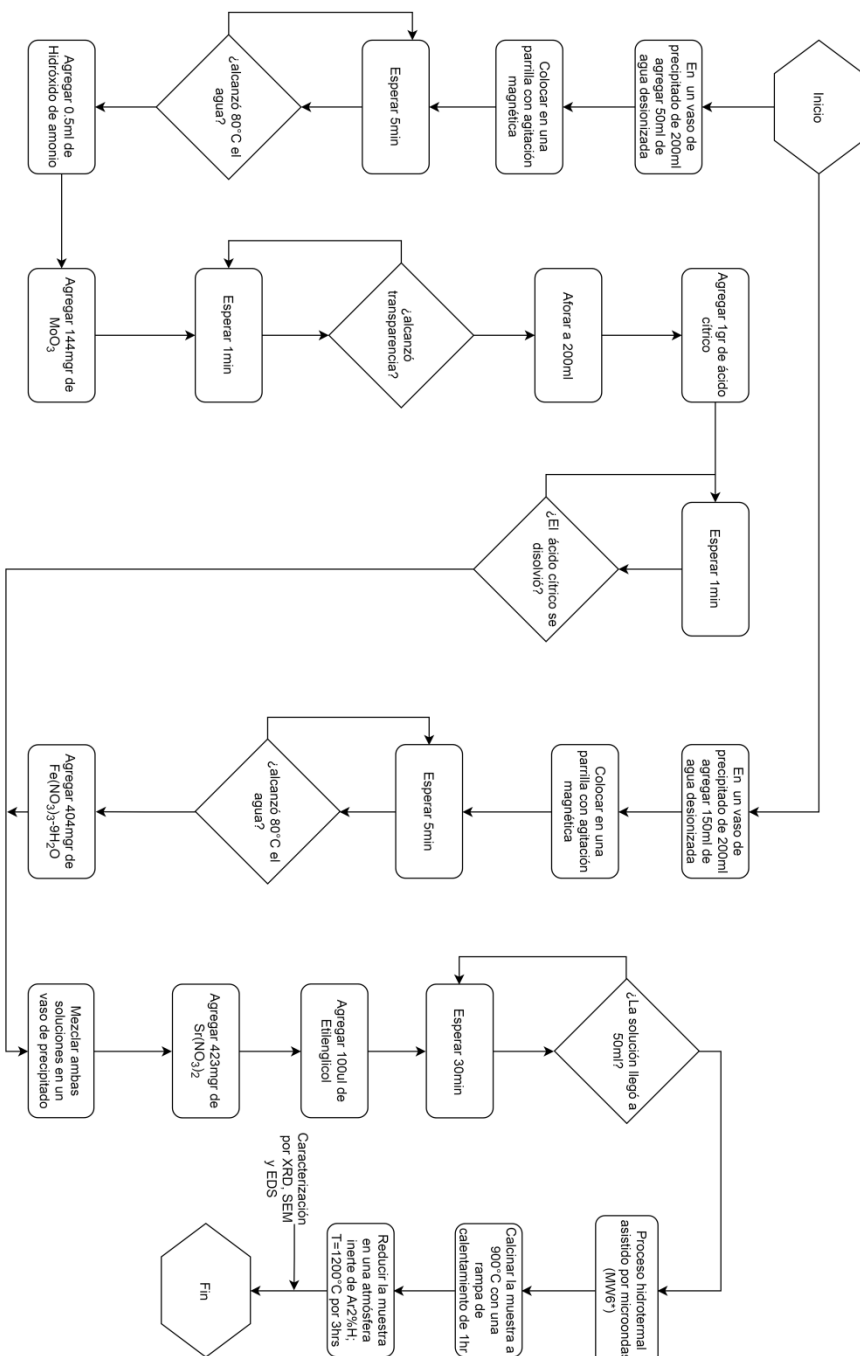 Inicio
En un vaso de
precipitado de 200ml
agregar 50ml de
agua desionizada
Colocar en una
parrilla con agitación
magnética
Esperar 5min
¿alcanzó 80°C el
agua?
Agregar 0.5ml de
Hidróxido de amonio
Agregar 144mgr de
MoO₃
Esperar 1min
¿alcanzó
transparencia?
Aforar a 200ml
Agregar 1gr de ácido
cítrico
Esperar 1min
¿El ácido cítrico se
disolvió?
En un vaso de
precipitado de 200ml
agregar 150ml de
agua desionizada
Colocar en una
parrilla con agitación
magnética
Esperar 5min
¿alcanzó 80°C el
agua?
Agregar 404mgr de
Fe(NO₃)₃-9H₂O
Mezclar ambas
soluciones en un
vaso de precipitado
Agregar 423mgr de
Sr(NO₃)₂
Agregar 100ul de
Etilenglicol
Esperar 30min
¿La solución llegó a
50ml?
Proceso hidrotermal
asistido por microondas
(MW6*)
Calcinar la muestra a
900°C con una
rampa de
calentamiento de 1hr
Reducir la muestra
en una atmósfera
inerte de Ar2%H;
T=1200°C por 3hrs
Caracterización
por XRD, SEM
y EDS
Fin